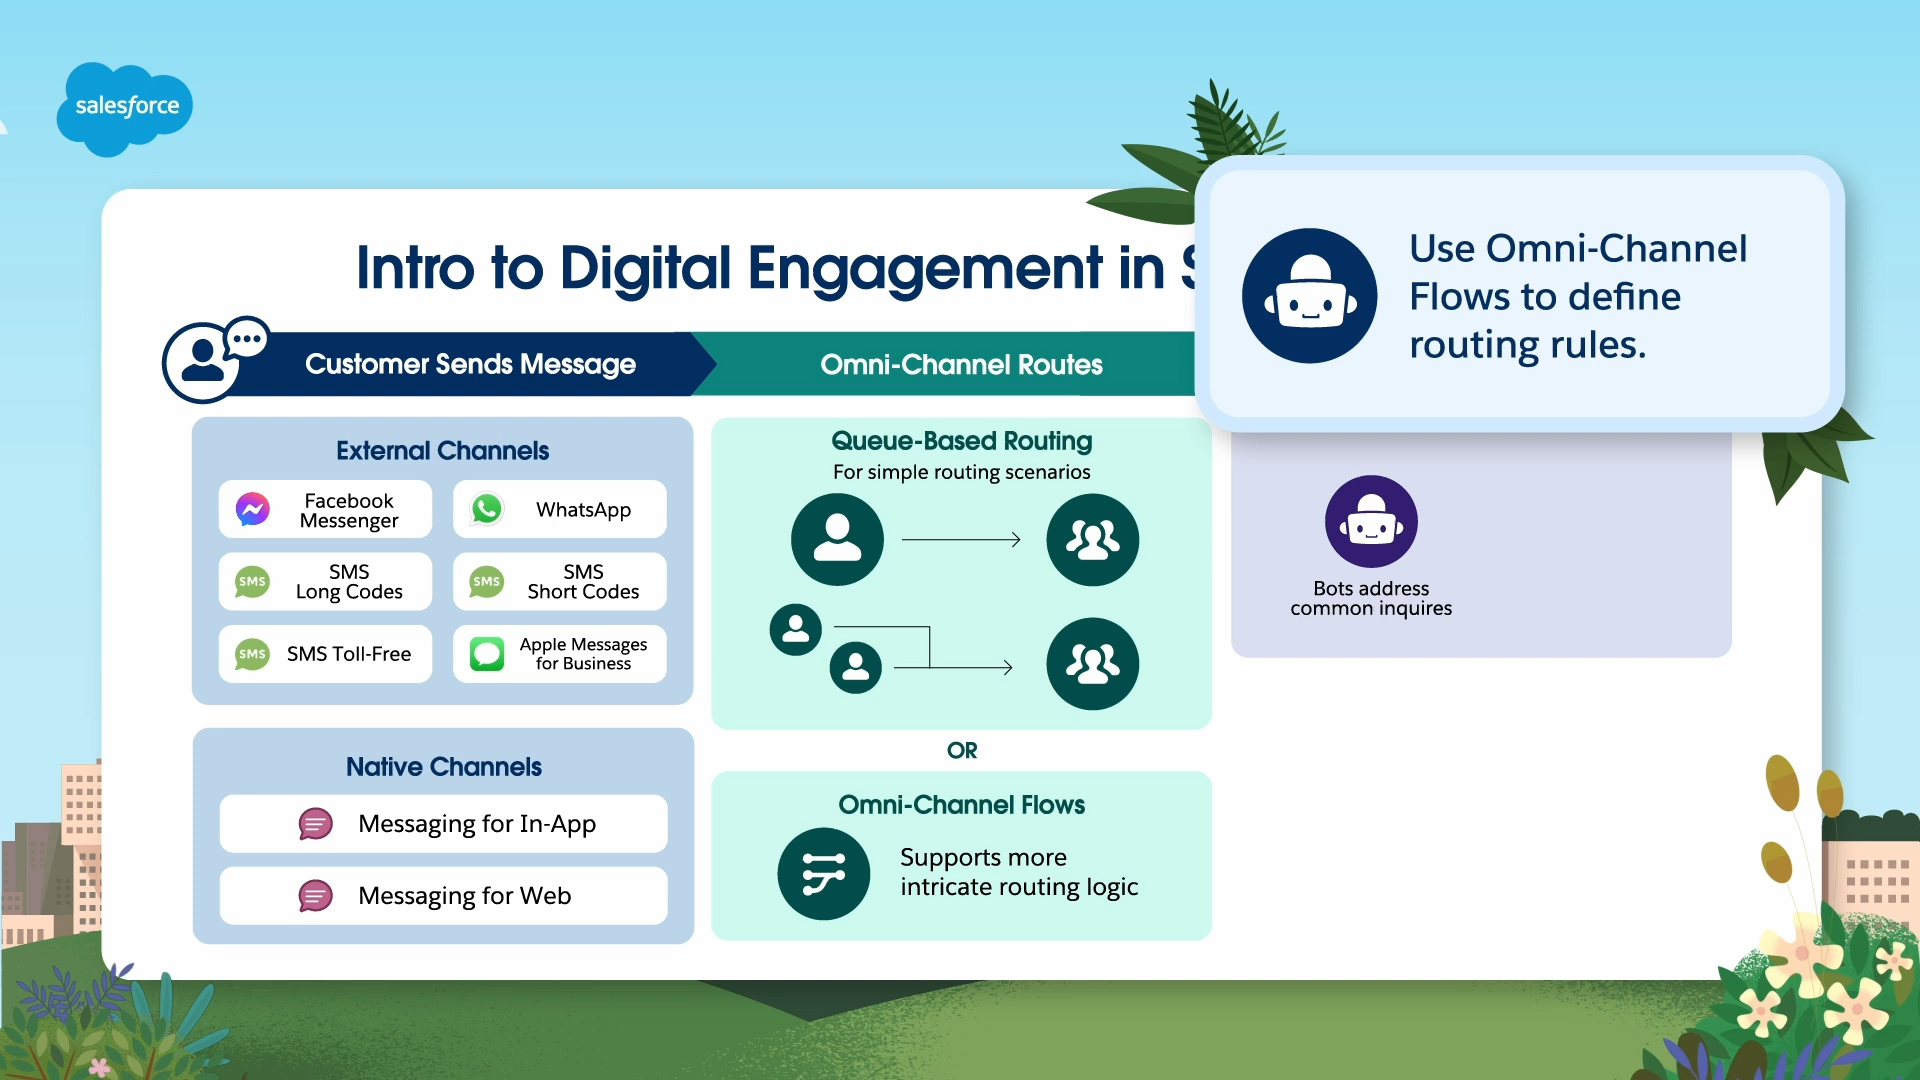 salesforce
Intro to Digital Engagement in
Use Omni-Channel
Flows to define
routing rules.
Customer Sends Message
Omni-Channel Routes
External Channels
Facebook
Messenger
WhatsApp
SMS
SMS
Long Codes
SMS
SMS
Short Codes
SMS
SMS Toll-Free
Apple Messages
for Business
Native Channels
Messaging for In-App
Messaging for Web
Queue-Based Routing
For simple routing scenarios
OR
Omni-Channel Flows
Supports more
intricate routing logic
Bots address
common inquires